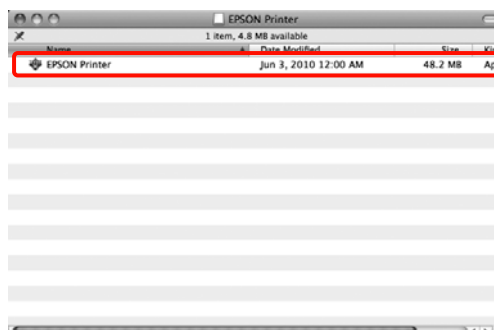 EPSON Printer
1 item, 4.8 MB available
Name Date Modified Size
EPSON Printer Jun 3, 2010 12:00 AM 48.2 MB